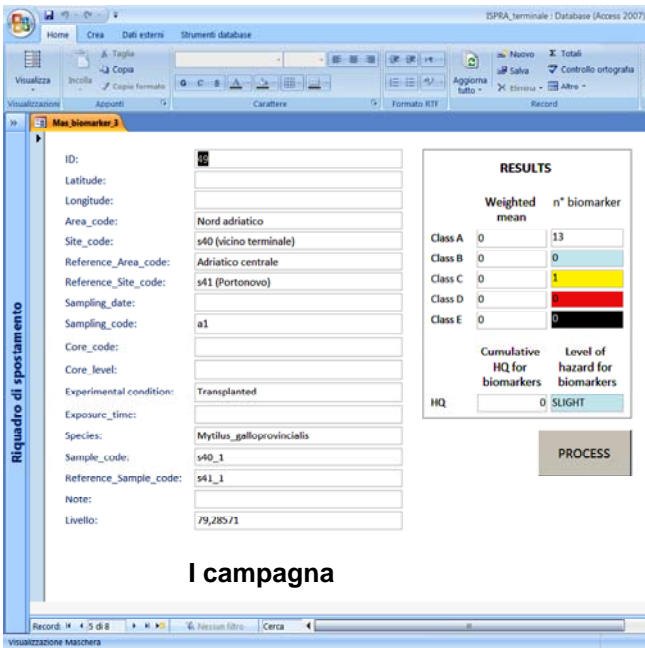 ISPRA_terminale : Database (Access 2007)
Home Crea Dati esterni Strumenti database
Visualizza
Incolla
Taglia
Copia
Copia formato
G C S A
Aggiorna tutto
Nuovo
Salva
Elimina
Totali
Controllo ortografia
Altro
Visualizzazioni Appunti Carattere Formato RTF Record
Mas_biomarker_3
Riquadro di spostamento
ID: 49
Latitude:
Longitude:
Area_code: Nord adriatico
Site_code: s40 (vicino terminale)
Reference_Area_code: Adriatico centrale
Reference_Site_code: s41 (Portonovo)
Sampling_date:
Sampling_code: a1
Core_code:
Core_level:
Experimental condition: Transplanted
Exposure_time:
Species: Mytilus_galloprovincialis
Sample_code: s40_1
Reference_Sample_code: s41_1
Note:
Livello: 79,28571
RESULTS
Weighted mean n° biomarker
Class A 0 13
Class B 0 0
Class C 0 1
Class D 0 0
Class E 0 0
Cumulative HQ for biomarkers
Level of hazard for biomarkers
HQ 0 SLIGHT
PROCESS
I campagna
Record: 5 di 8 Nessun filtro Cerca
Visualizzazione Maschera